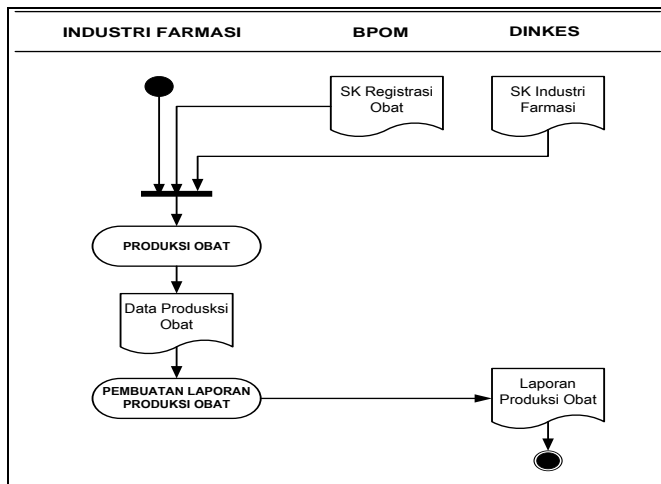 INDUSTRI FARMASI BPOM DINKES
SK Registrasi
Obat
SK Industri
Farmasi
PRODUKSI OBAT
Data Produsksi
Obat
PEMBUATAN LAPORAN
PRODUKSI OBAT
Laporan
Produksi Obat